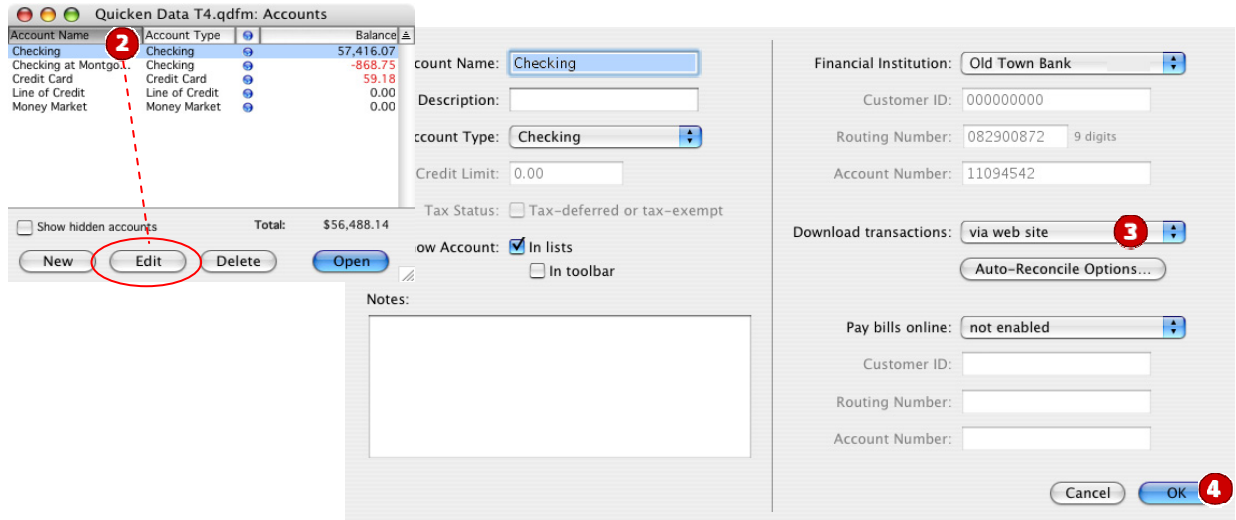 Quicken Data T4.qdfm: Accounts
Account Name Account Type Balance
2
Checking Checking 57,416.07
Checking at Montgo... Checking -868.75
Credit Card Credit Card 59.18
Line of Credit Line of Credit 0.00
Money Market Money Market 0.00
Show hidden accounts Total: $56,488.14
New Edit Delete Open
count Name: Checking
Description:
ccount Type: Checking
Credit Limit: 0.00
Tax Status: Tax-deferred or tax-exempt
ow Account: In lists
In toolbar
Notes:
Financial Institution: Old Town Bank
Customer ID: 000000000
Routing Number: 082900872 9 digits
Account Number: 11094542
Download transactions: via web site 3
Auto-Reconcile Options...
Pay bills online: not enabled
Customer ID:
Routing Number:
Account Number:
Cancel OK 4